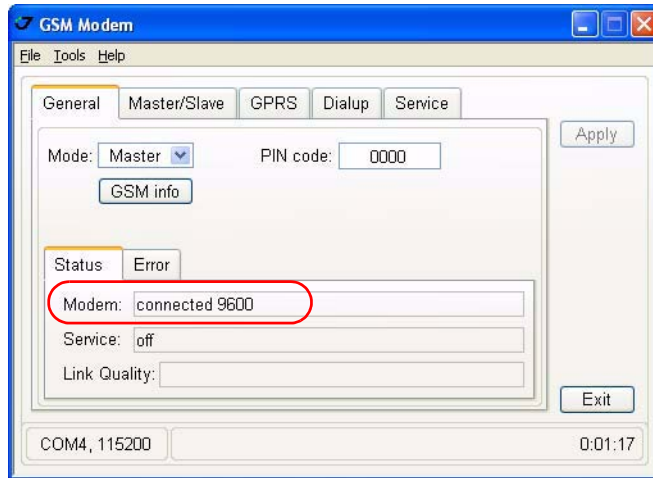 GSM Modem
File Tools Help
General Master/Slave GPRS Dialup Service
Apply
Mode: Master PIN code: 0000
GSM info
Status Error
Modem: connected 9600
Service: off
Link Quality:
Exit
COM4, 115200 0:01:17